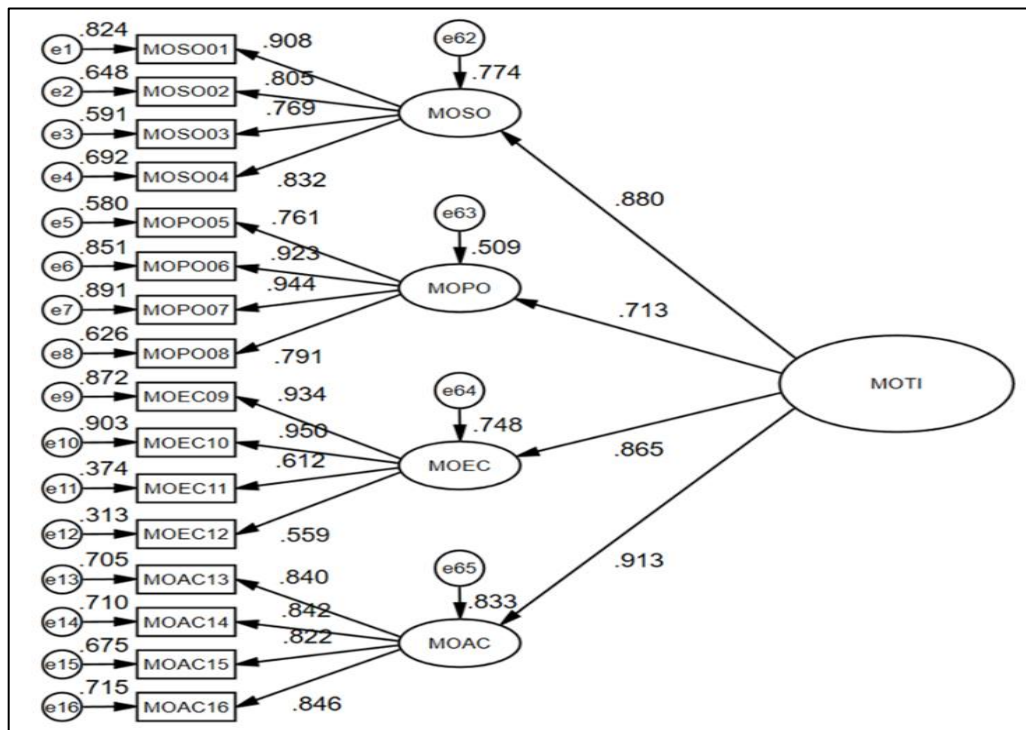 .824
e1
MOSO01
.908
e62
.774
.648
e2
MOSO02
.805
MOSO
.591
e3
MOSO03
.769
.692
e4
MOSO04
.832
.880
.580
e5
MOPO05
.761
e63
.509
.851
e6
MOPO06
.923
MOPO
.891
e7
MOPO07
.944
.713
.626
e8
MOPO08
.791
MOTI
.872
e9
MOEC09
.934
e64
.748
.903
e10
MOEC10
.950
MOEC
.865
.374
e11
MOEC11
.612
.313
e12
MOEC12
.559
.913
.705
e13
MOAC13
.840
e65
.833
.710
e14
MOAC14
.842
MOAC
.675
e15
MOAC15
.822
.715
e16
MOAC16
.846